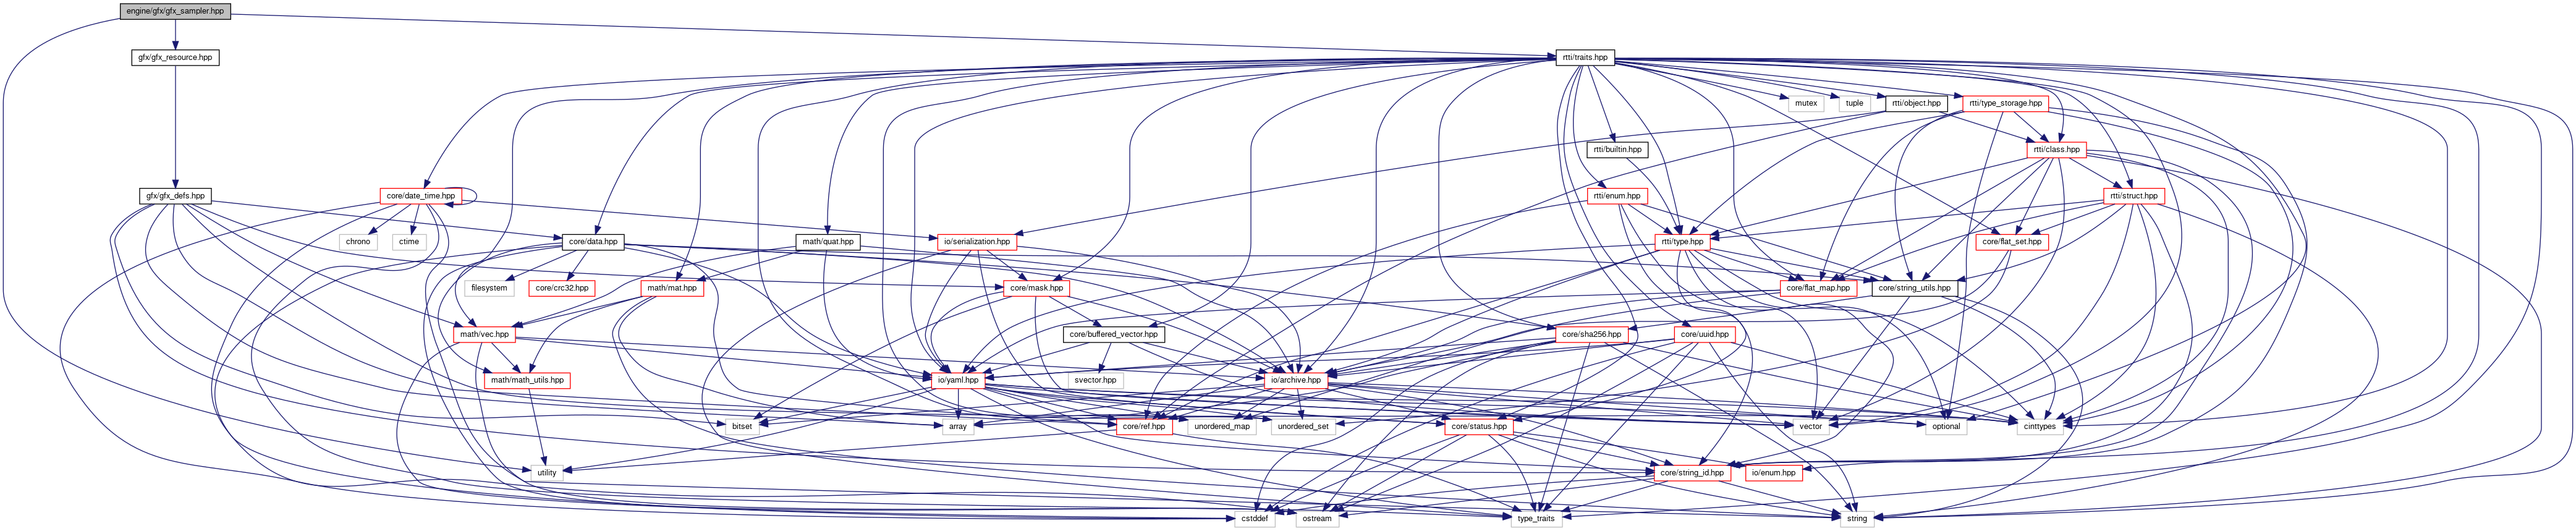 engine/gfx/gfx_sampler.hpp
gfx/gfx_resource.hpp
rtti/traits.hpp
mutex
tuple
rtti/object.hpp
rtti/type_storage.hpp
rtti/builtin.hpp
rtti/class.hpp
gfx/gfx_defs.hpp
core/date_time.hpp
rtti/enum.hpp
rtti/struct.hpp
chrono
ctime
core/data.hpp
math/quat.hpp
io/serialization.hpp
rtti/type.hpp
core/flat_set.hpp
filesystem
core/crc32.hpp
math/mat.hpp
core/mask.hpp
core/flat_map.hpp
core/string_utils.hpp
math/vec.hpp
core/buffered_vector.hpp
core/sha256.hpp
core/uuid.hpp
math/math_utils.hpp
io/yaml.hpp
svector.hpp
io/archive.hpp
bitset
array
core/ref.hpp
unordered_map
unordered_set
core/status.hpp
vector
optional
cinttypes
utility
core/string_id.hpp
io/enum.hpp
cstddef
ostream
type_traits
string